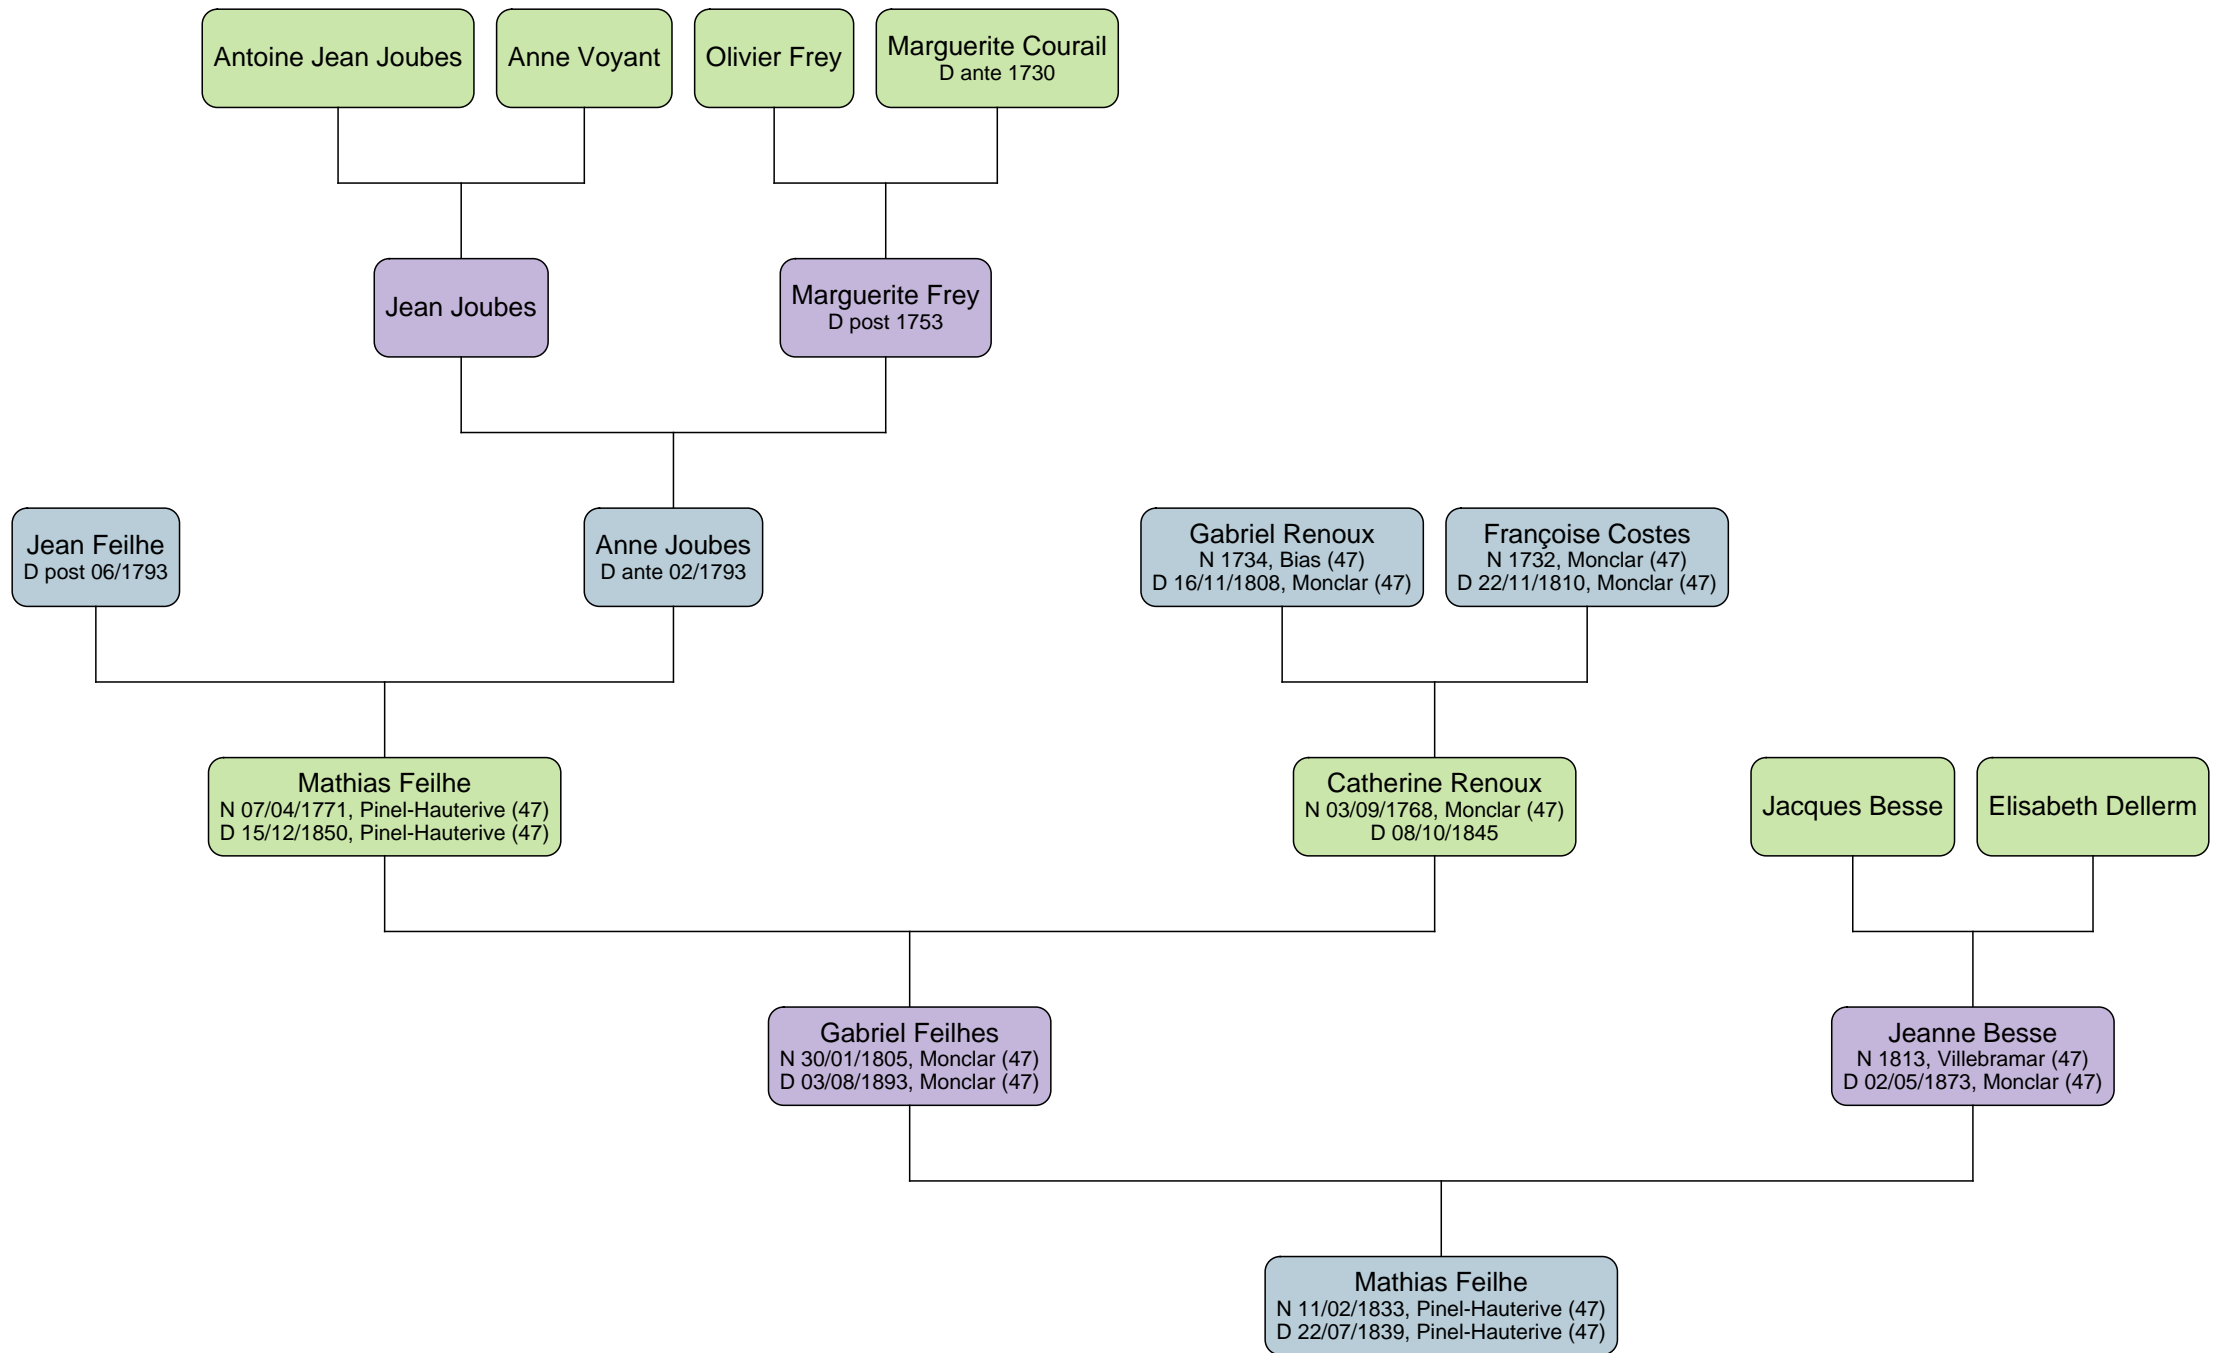 Antoine Jean Joubes
Anne Voyant
Olivier Frey
Marguerite Courail
D ante 1730
Jean Joubes
Marguerite Frey
D post 1753
Jean Feilhe
D post 06/1793
Anne Joubes
D ante 02/1793
Gabriel Renoux
N 1734, Bias (47)
D 16/11/1808, Monclar (47)
Françoise Costes
N 1732, Monclar (47)
D 22/11/1810, Monclar (47)
Mathias Feilhe
N 07/04/1771, Pinel-Hauterive (47)
D 15/12/1850, Pinel-Hauterive (47)
Catherine Renoux
N 03/09/1768, Monclar (47)
D 08/10/1845
Jacques Besse
Elisabeth Dellerm
Gabriel Feilhes
N 30/01/1805, Monclar (47)
D 03/08/1893, Monclar (47)
Jeanne Besse
N 1813, Villebramar (47)
D 02/05/1873, Monclar (47)
Mathias Feilhe
N 11/02/1833, Pinel-Hauterive (47)
D 22/07/1839, Pinel-Hauterive (47)